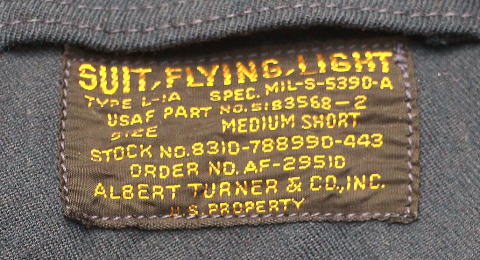 SUIT, FLYING, LIGHT
TYPE L-1A SPEC. MIL-S-5390-A
USAF PART NO. 5183568-2
SIZE MEDIUM SHORT
STOCK NO. 8310-788990-443
ORDER NO. AF-29510
ALBERT TURNER & CO., INC.
U.S. PROPERTY